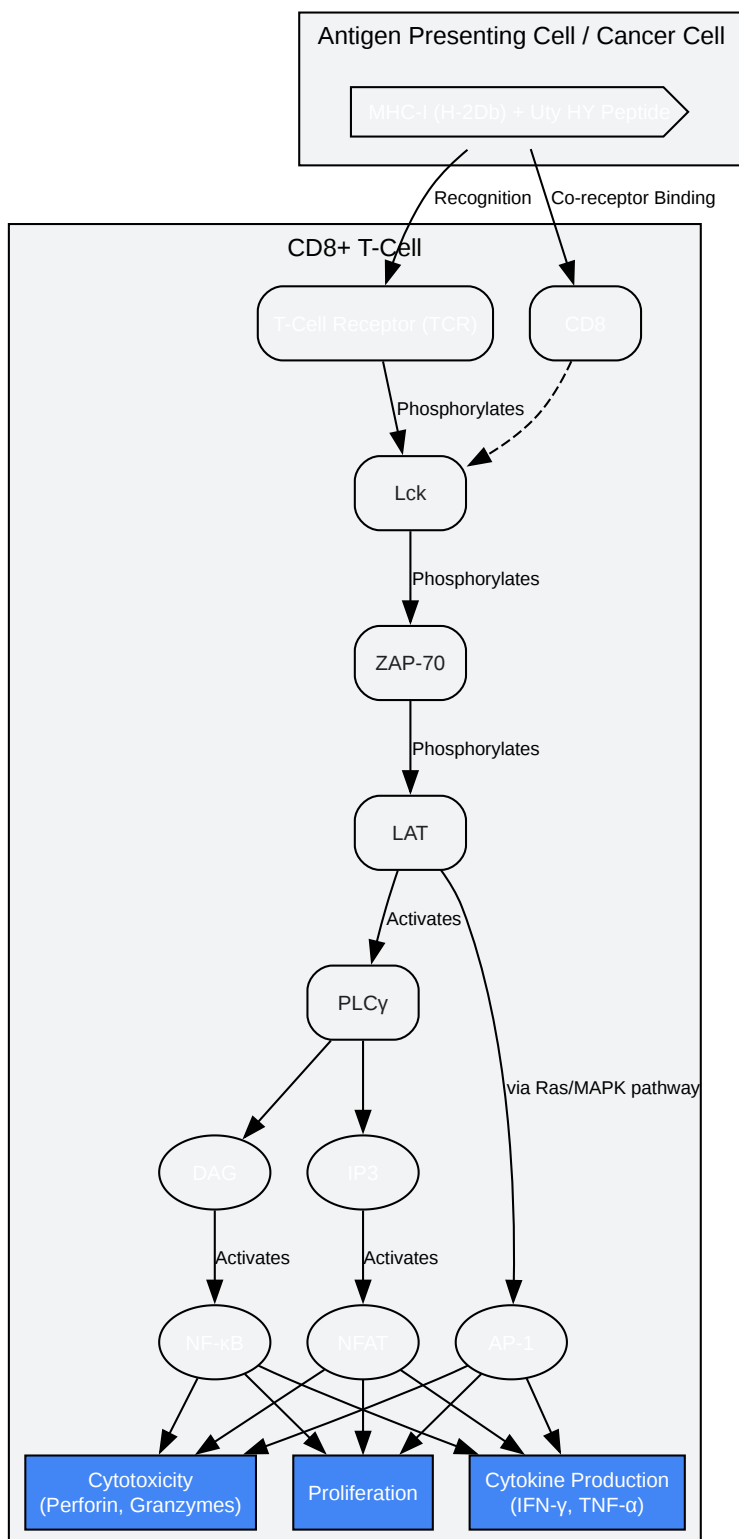 Antigen Presenting Cell / Cancer Cell
MHC-I (H-2Db) + Uty HY Peptide
Recognition
Co-receptor Binding
CD8+ T-Cell
T-Cell Receptor (TCR)
CD8
Phosphorylates
Lck
Phosphorylates
ZAP-70
Phosphorylates
LAT
Activates
PLCγ
via Ras/MAPK pathway
DAG
IP3
Activates
Activates
NF-κB
NFAT
AP-1
Cytotoxicity
(Perforin, Granzymes)
Proliferation
Cytokine Production
(IFN-γ, TNF-α)